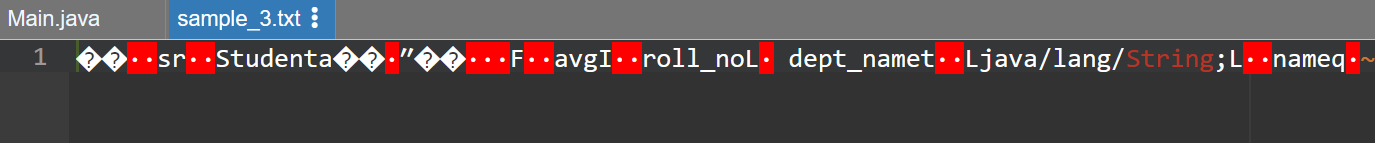 Main.java
sample_3.txt
1 ��··sr··Studenta��·”��···F··avgI··roll_noL· dept_namet··Ljava/lang/String;L··nameq·~